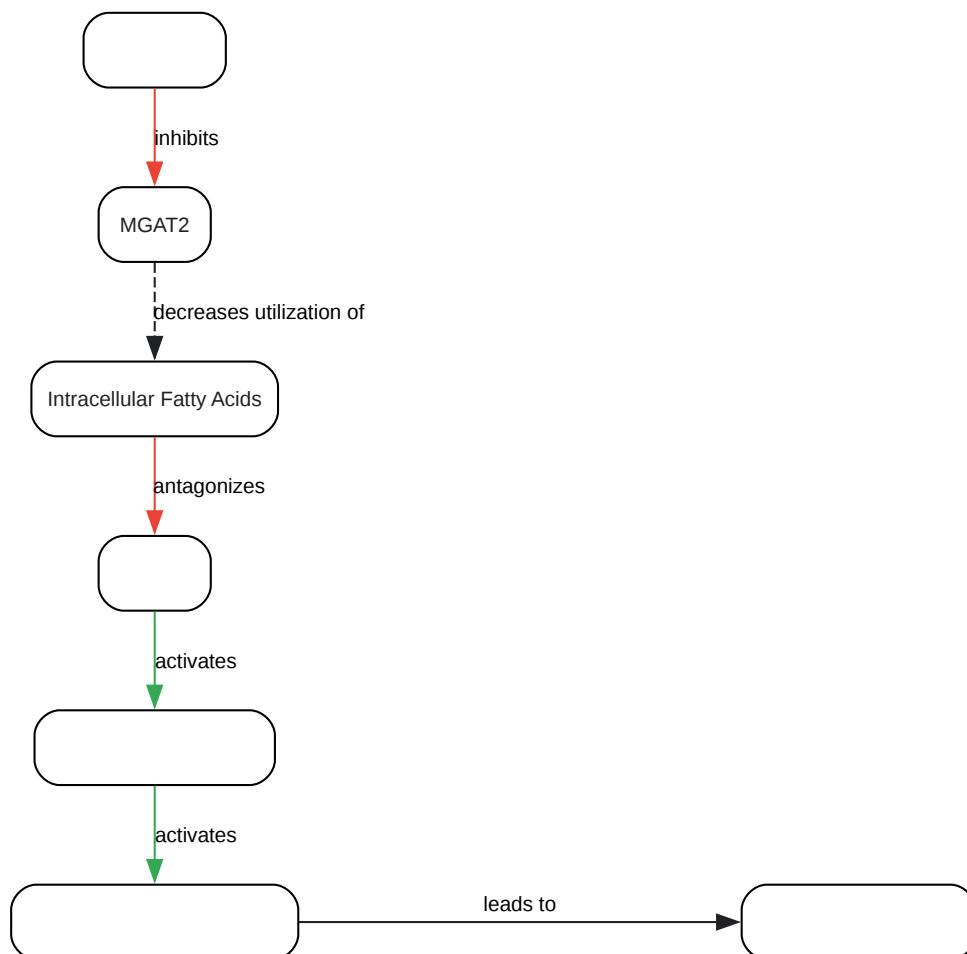 inhibits
MGAT2
decreases utilization of
Intracellular Fatty Acids
antagonizes
activates
activates
leads to